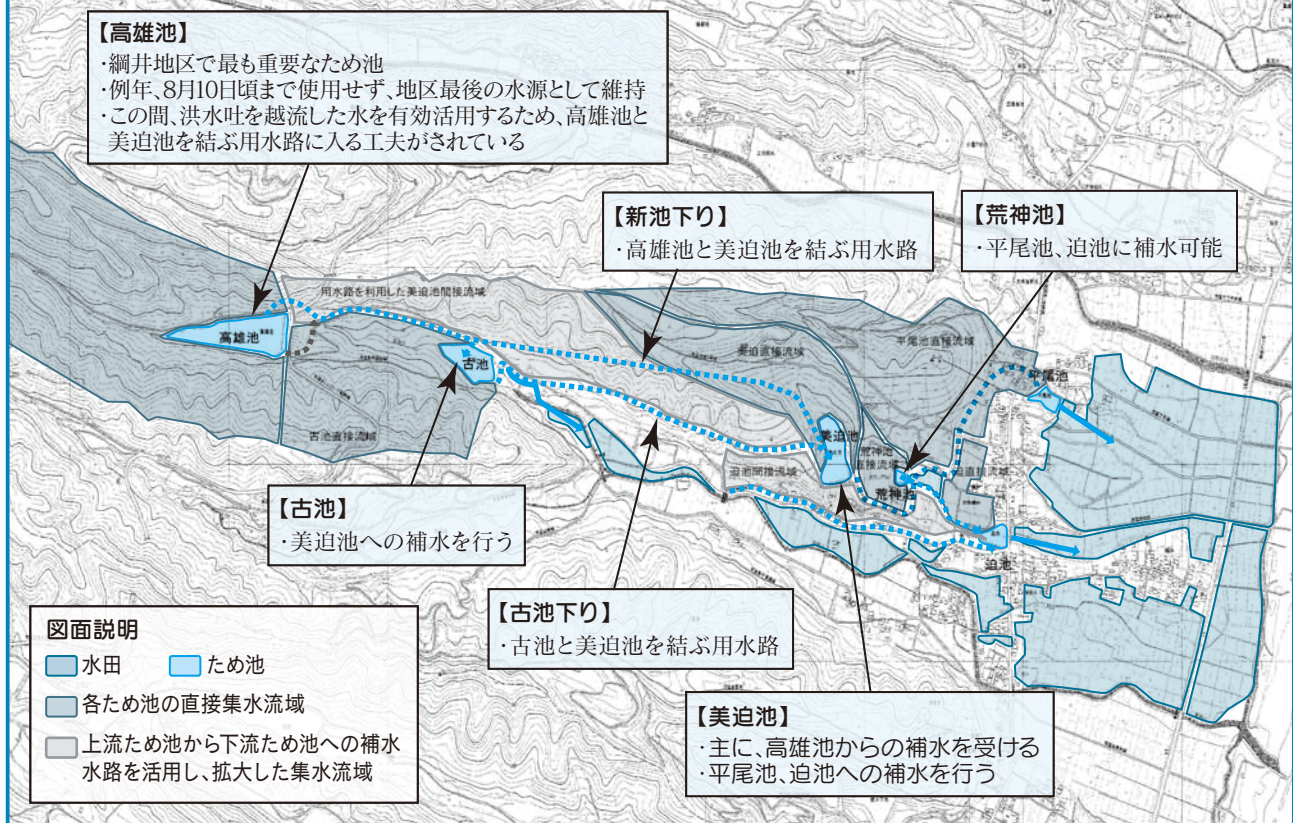 【高雄池】
・綱井地区で最も重要なため池
・例年、8月10日頃まで使用せず、地区最後の水源として維持
・この間、洪水吐を越流した水を有効活用するため、高雄池と
美迫池を結ぶ用水路に入る工夫がされている
【新池下り】
・高雄池と美迫池を結ぶ用水路
【荒神池】
・平尾池、迫池に補水可能
用水路を利用した美迫池間接流域
高雄池
古池
美迫直接流域
平尾池直接流域
平尾池
古池直接流域
美迫池
荒神池
直接流域
迫池間接流域
荒神池
迫直接流域
迫池
【古池】
・美迫池への補水を行う
【古池下り】
・古池と美迫池を結ぶ用水路
【美迫池】
・主に、高雄池からの補水を受ける
・平尾池、迫池への補水を行う
図面説明
水田 ため池
各ため池の直接集水流域
上流ため池から下流ため池への補水
水路を活用し、拡大した集水流域